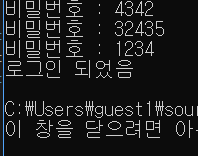 비밀번호 : 4342
비밀번호 : 32435
비밀번호 : 1234
로그인 되었음
C:\Users\guest1\sour
이 창을 닫으려면 아